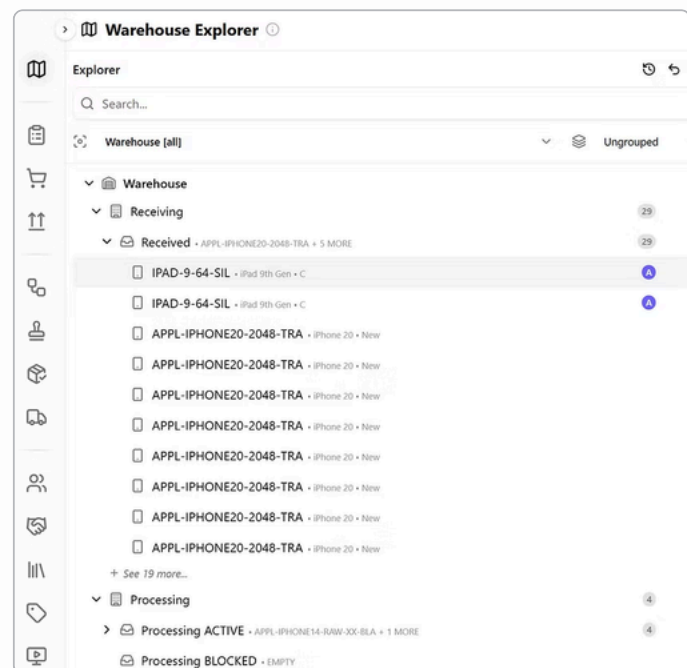 Warehouse Explorer
Explorer
Search...
Warehouse [all] Ungrouped
Warehouse
Receiving 29
Received • APPL-IPHONE20-2048-TRA + 5 MORE 29
IPAD-9-64-SIL • iPad 9th Gen • C A
IPAD-9-64-SIL • iPad 9th Gen • C A
APPL-IPHONE20-2048-TRA • iPhone 20 • New
APPL-IPHONE20-2048-TRA • iPhone 20 • New
APPL-IPHONE20-2048-TRA • iPhone 20 • New
APPL-IPHONE20-2048-TRA • iPhone 20 • New
APPL-IPHONE20-2048-TRA • iPhone 20 • New
APPL-IPHONE20-2048-TRA • iPhone 20 • New
APPL-IPHONE20-2048-TRA • iPhone 20 • New
APPL-IPHONE20-2048-TRA • iPhone 20 • New
+ See 19 more...
Processing 4
Processing ACTIVE • APPL-IPHONE14-RAW-XX-BLA + 1 MORE 4
Processing BLOCKED • EMPTY